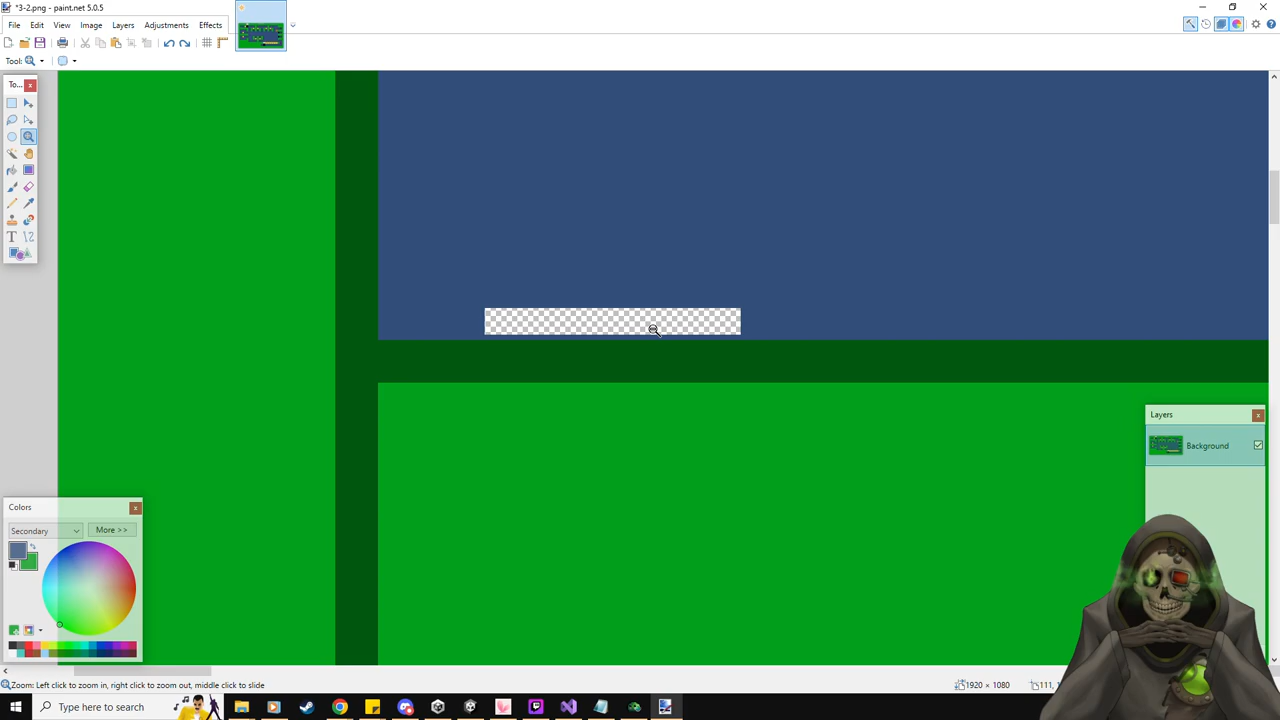 *3-2.png - paint.net 5.0.5
File Edit View Image Layers Adjustments Effects
Tool:
To...
Layers
Background
Colors
Secondary
More >>
Zoom: Left click to zoom in, right click to zoom out, middle click to slide
1920 × 1080
111,
Type here to search